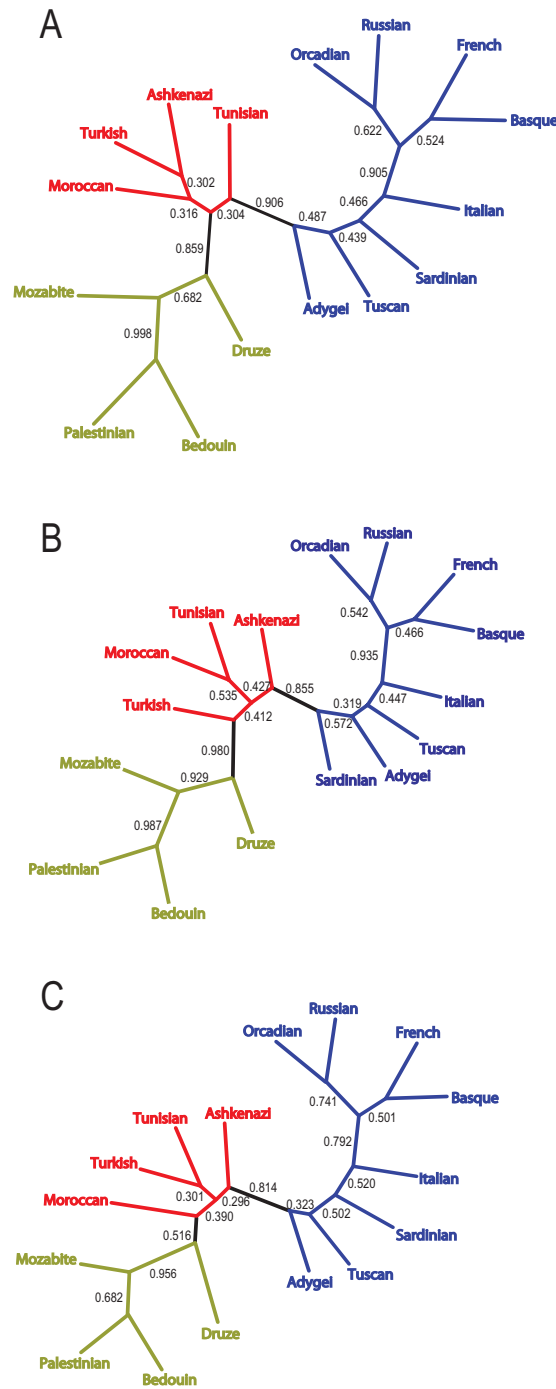 A
Russian
Orcadian
French
Ashkenazi
Tunisian
Basque
Turkish
0.622
0.524
Moroccan
0.302
0.905
0.316
0.304
0.906
0.466
Italian
0.487
0.439
0.859
Sardinian
Mozabite
0.682
Adygei
Tuscan
0.998
Druze
Palestinian
Bedouin
B
Russian
Orcadian
French
Tunisian
Ashkenazi
0.542
0.466
Basque
Moroccan
0.935
0.427
0.855
0.535
0.319
0.447
Italian
Turkish
0.412
0.572
Tuscan
0.980
Sardinian
Adygei
Mozabite
0.929
0.987
Druze
Palestinian
Bedouin
C
Russian
Orcadian
French
0.741
Basque
Tunisian
Ashkenazi
0.501
0.792
Turkish
0.814
0.520
Italian
Moroccan
0.301
0.296
0.390
0.323
0.502
Sardinian
0.516
Mozabite
0.956
Adygei
Tuscan
0.682
Druze
Palestinian
Bedouin